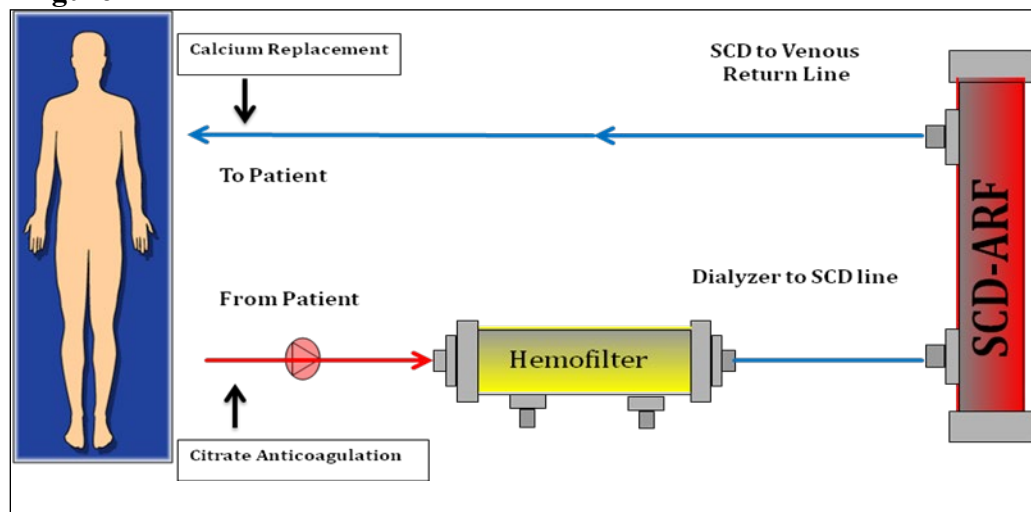 Calcium Replacement
SCD to Venous
Return Line
To Patient
SCD-ARF
From Patient
Dialyzer to SCD line
Hemofilter
Citrate Anticoagulation